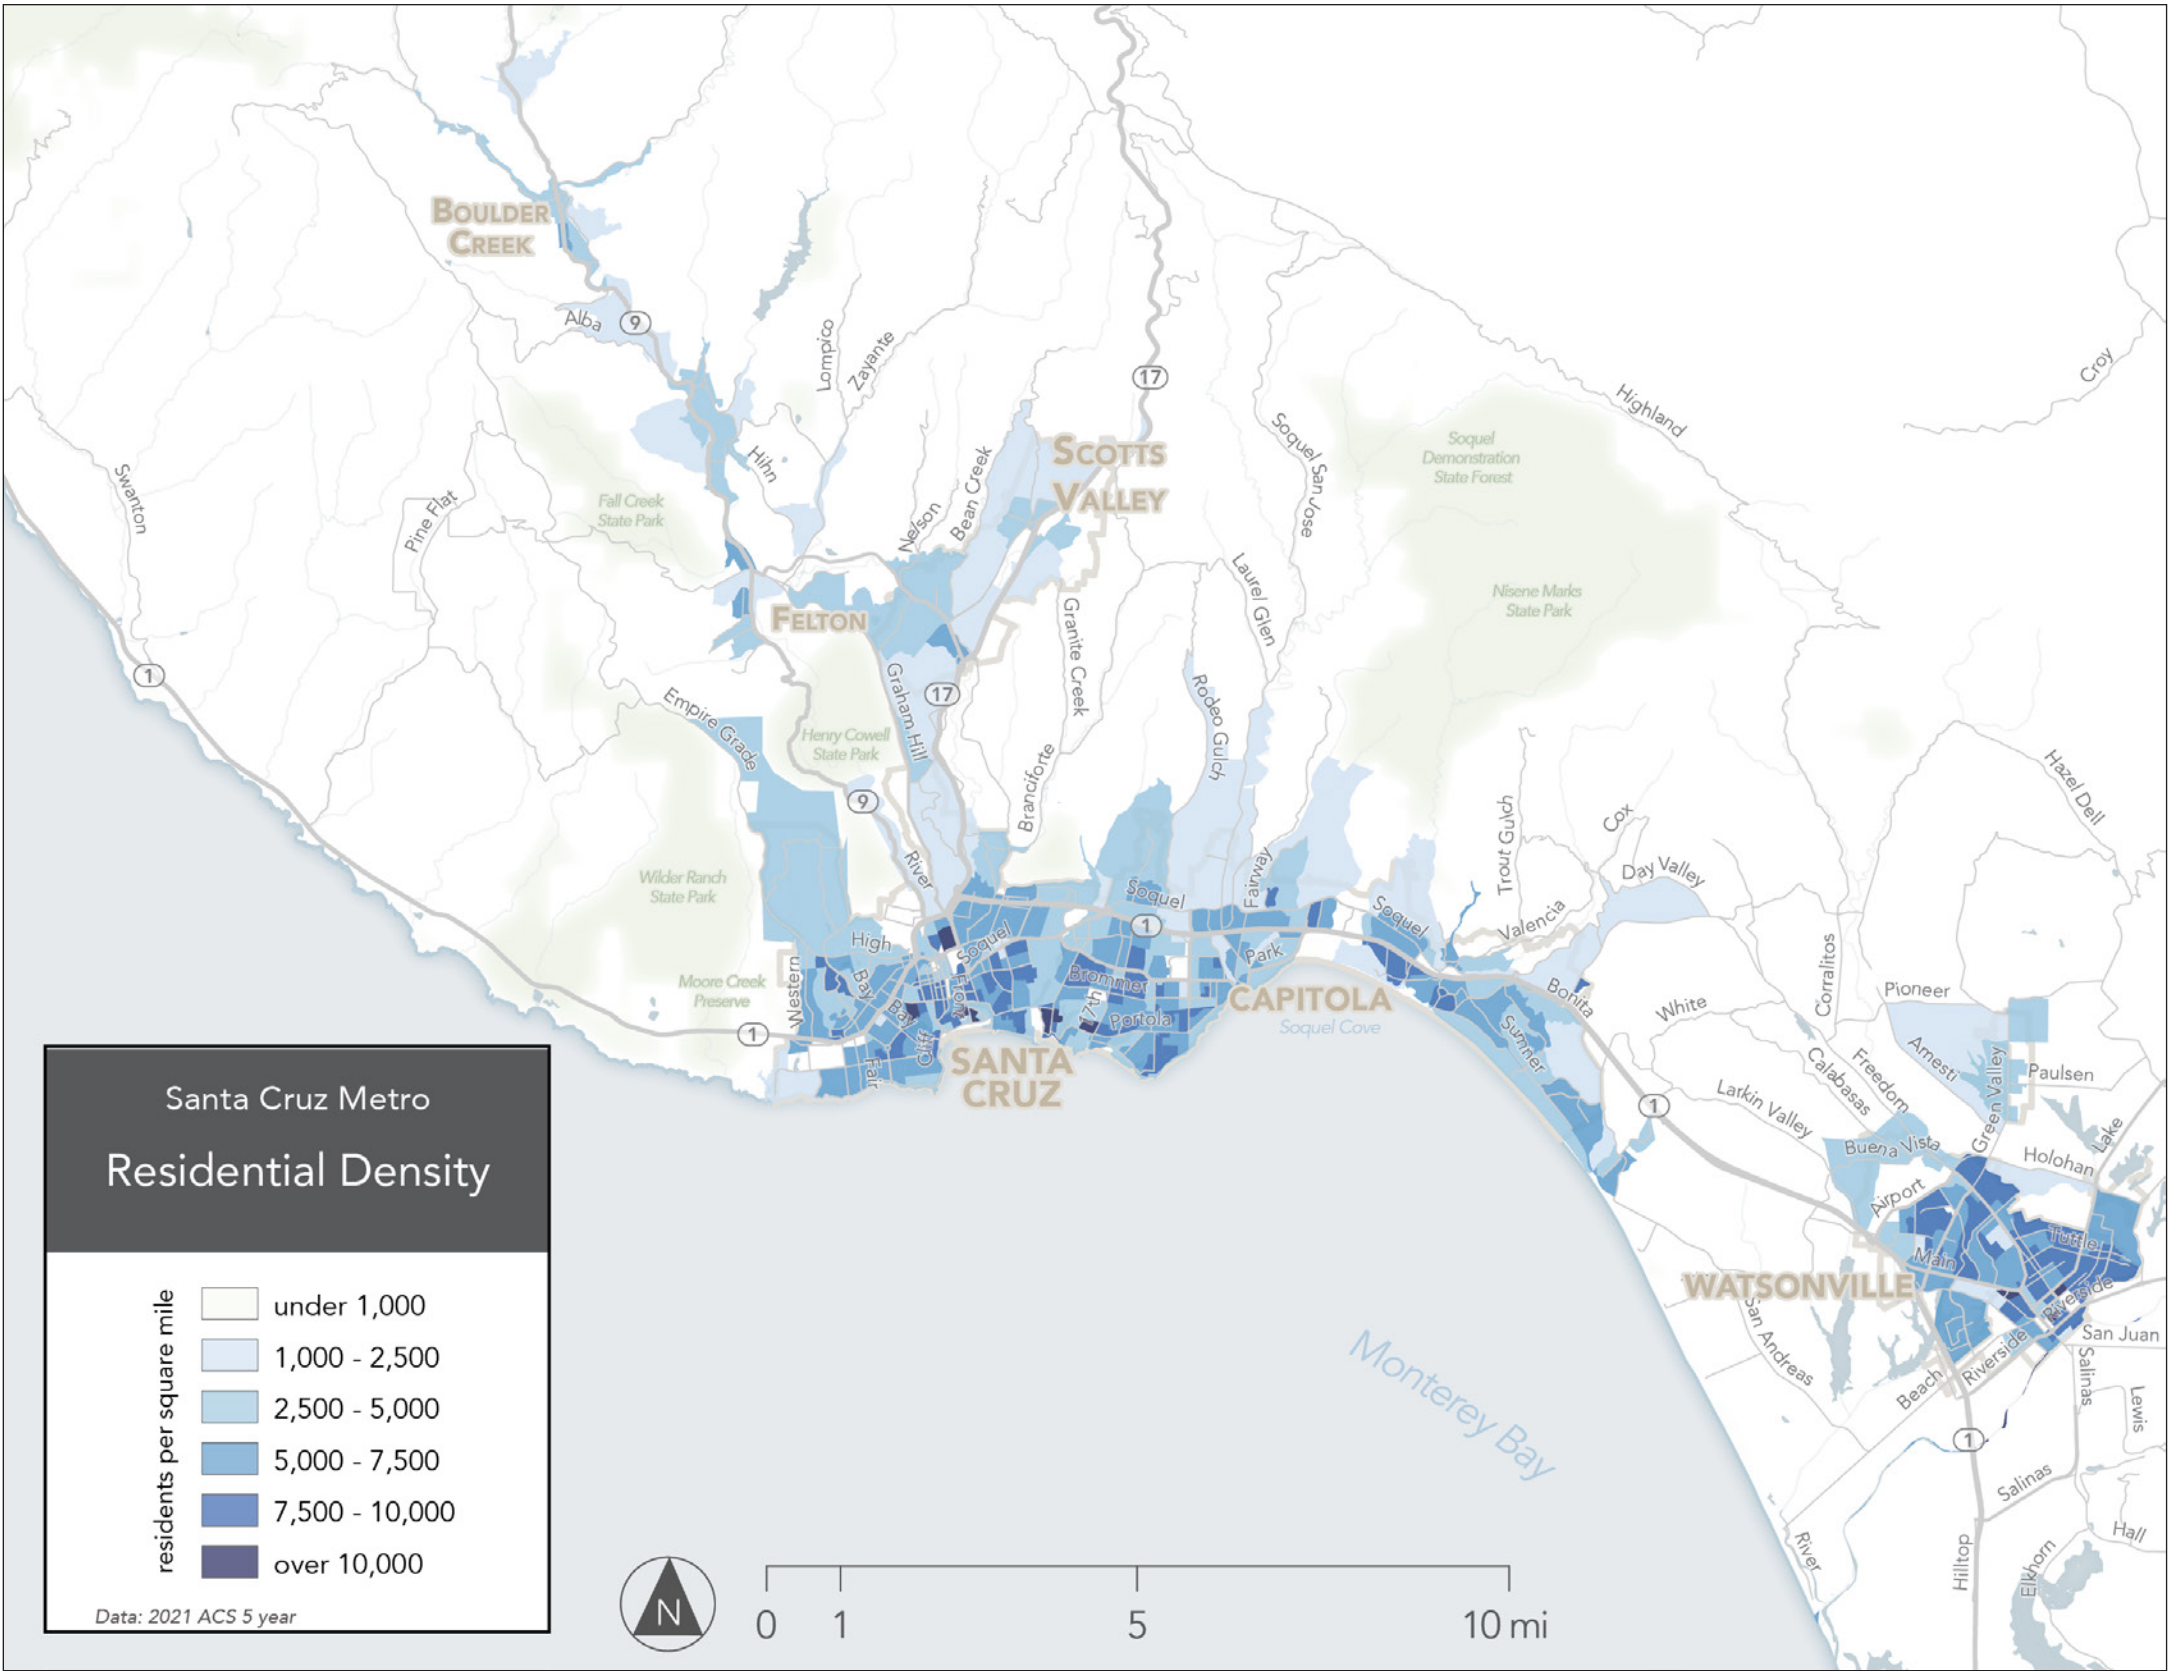 BOULDER
CREEK
Alba
9
Lompico
Zayante
17
Highland
Croy
Swanton
Pine Flat
Fall Creek
State Park
Hihn
Nelson
Bean Creek
SCOTTS
VALLEY
Soquel San Jose
Soquel
Demonstration
State Forest
Nisene Marks
State Park
FELTON
Granite Creek
Laurel Glen
1
Empire Grade
Graham Hill
17
Henry Cowell
State Park
Rodeo Gulch
9
Branciforte
River
Wilder Ranch
State Park
Fairway
Trout Gulch
Cox
Day Valley
Hazel Dell
Soquel
1
Soquel
Valencia
High
Soquel
Park
Corralitos
Moore Creek
Preserve
Western
Bay
Brommer
Front
17th
Bay
Portola
Cliff
Fair
1
CAPITOLA
Soquel Cove
SANTA
CRUZ
Bonita
White
Pioneer
Sumner
Amesti
Green Valley
Paulsen
Calabasas
Freedom
Larkin Valley
1
Buena Vista
Holohan
Lake
Airport
Tuttle
Main
WATSONVILLE
Riverside
San Juan
San Andreas
Beach
Riverside
Salinas
Lewis
1
Salinas
Hall
River
Hilltop
Elkhorn
Monterey Bay
Santa Cruz Metro
Residential Density
residents per square mile
under 1,000
1,000 - 2,500
2,500 - 5,000
5,000 - 7,500
7,500 - 10,000
over 10,000
Data: 2021 ACS 5 year
N
0 1 5 10 mi